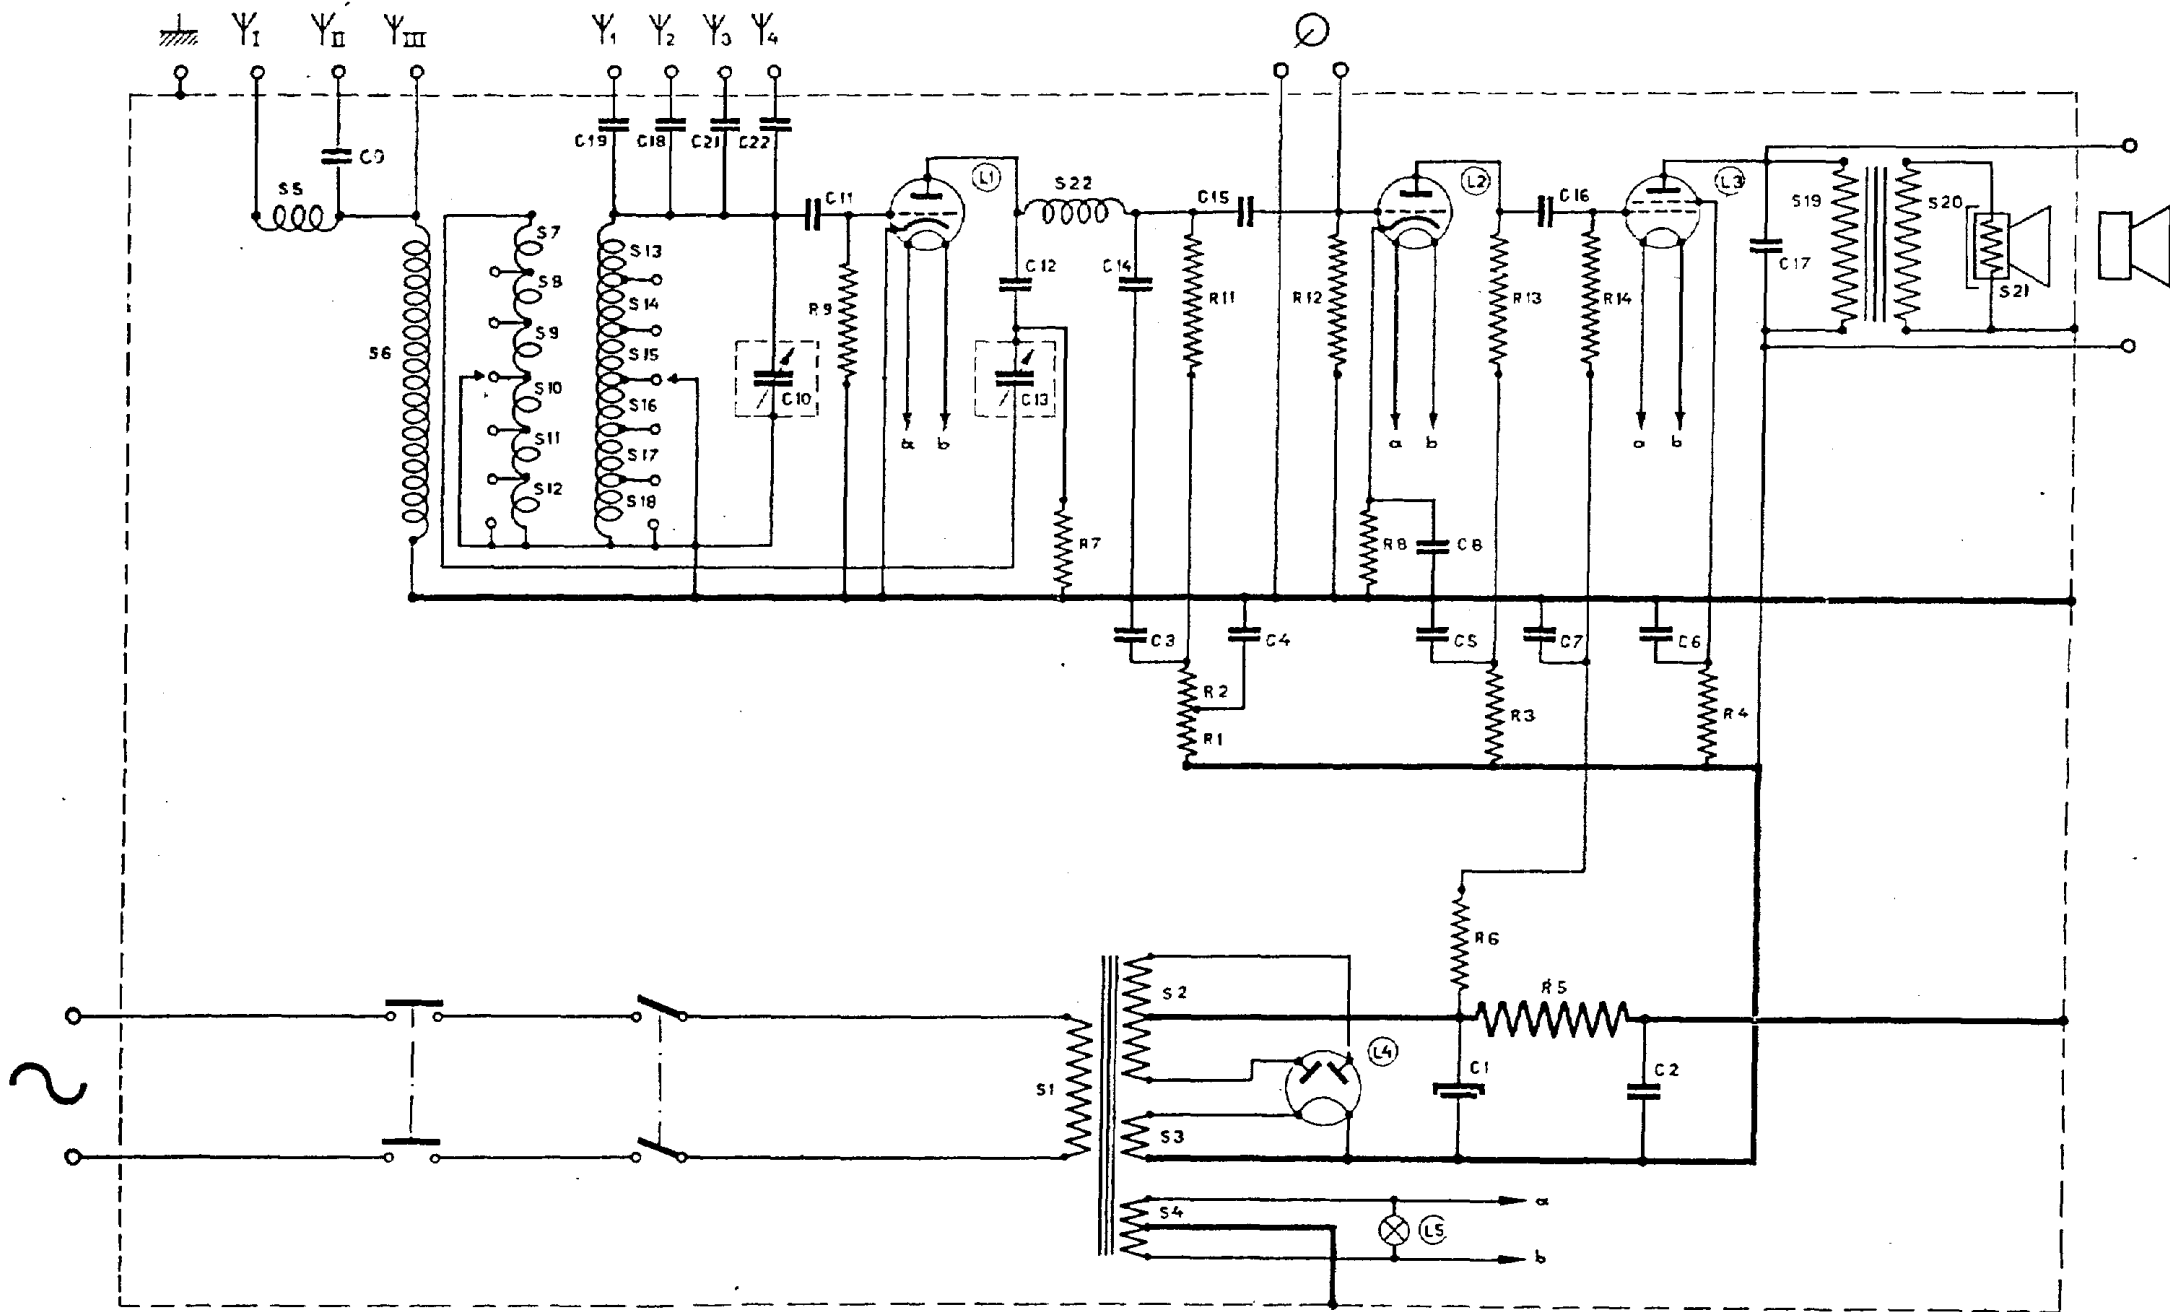 I II III 1 2 3 4
C19 C18 C21 C22
C9
S5
C11 L1 S22 C15 L2 C16 L3
S7 S13 S19 S20
S8 S14 C12 C14 C17
S9 S15 R9 R11 R12 R13 R14 S21
S6
S10 S16 C10 C13
S11 S17 a b a b a b
S12 S18
R7 R8 C8
C3 C4 C5 C7 C6
R2
R1 R3 R4
R6
S2 R5
L4
S1 C1 C2
S3
S4 a
L5
b